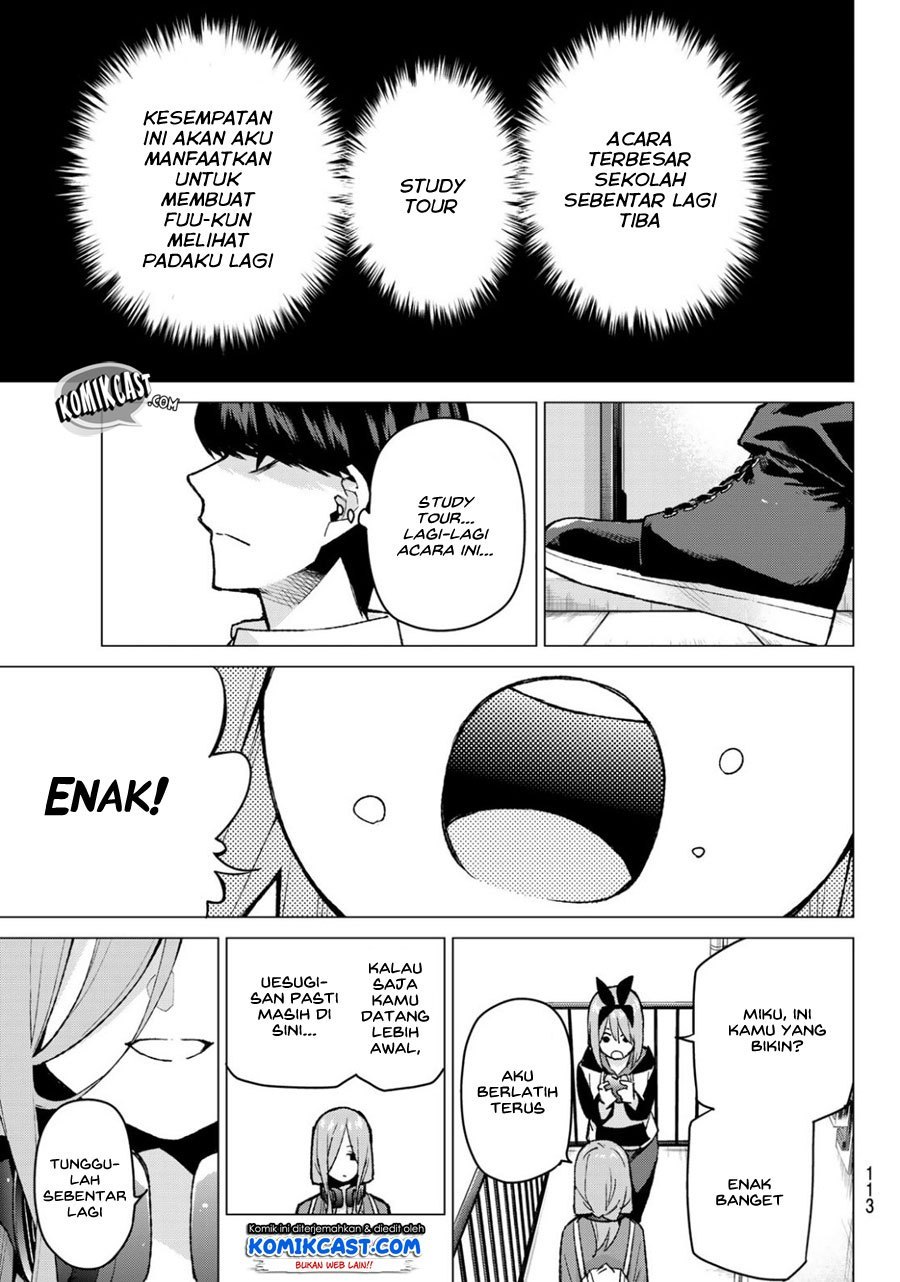 ACARA
TERBESAR
SEKOLAH
SEBENTAR LAGI
TIBA
STUDY
TOUR
KESEMPATAN
INI AKAN AKU
MANFAATKAN
UNTUK
MEMBUAT
FUU-KUN
MELIHAT
PADAKU LAGI
KOMIKCAST
.COM
STUDY
TOUR...
LAGI-LAGI
ACARA INI...
ENAK!
MIKU, INI
KAMU YANG
BIKIN?
ENAK
BANGET
AKU
BERLATIH
TERUS
KALAU
SAJA
KAMU
DATANG
LEBIH
AWAL,
UESUGI-
SAN PASTI
MASIH DI
SINI...
TUNGGU-
LAH
SEBENTAR
LAGI
113
Komik ini diterjemahkan & diedit oleh
KOMIKCAST.COM
BUKAN WEB LAIN!!